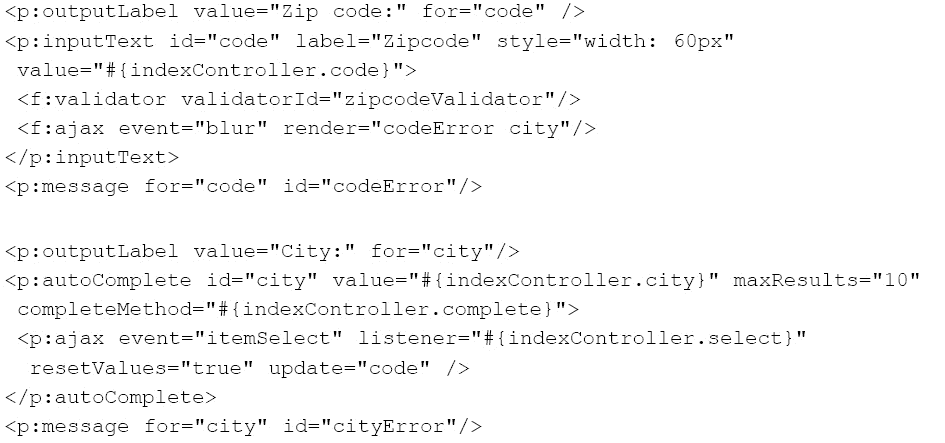 <p:outputLabel value="Zip code:" for="code" />
<p:inputText id="code" label="Zipcode" style="width: 60px"
value="#{indexController.code}">
<f:validator validatorId="zipcodeValidator"/>
<f:ajax event="blur" render="codeError city"/>
</p:inputText>
<p:message for="code" id="codeError"/>
<p:outputLabel value="City:" for="city"/>
<p:autoComplete id="city" value="#{indexController.city}" maxResults="10"
completeMethod="#{indexController.complete}">
<p:ajax event="itemSelect" listener="#{indexController.select}"
resetValues="true" update="code" />
</p:autoComplete>
<p:message for="city" id="cityError"/>